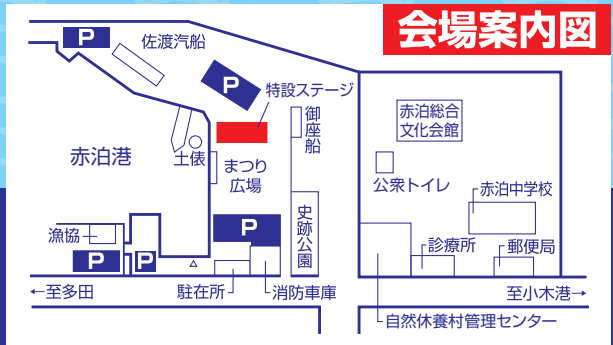 会場案内図
P
佐渡汽船
P
特設ステージ
御座船
赤泊総合
文化会館
赤泊港
土俵
まつり
広場
公衆トイレ
赤泊中学校
史跡公園
P
漁協
P
P
診療所
郵便局
←至多田
駐在所
消防車庫
至小木港→
自然休養村管理センター